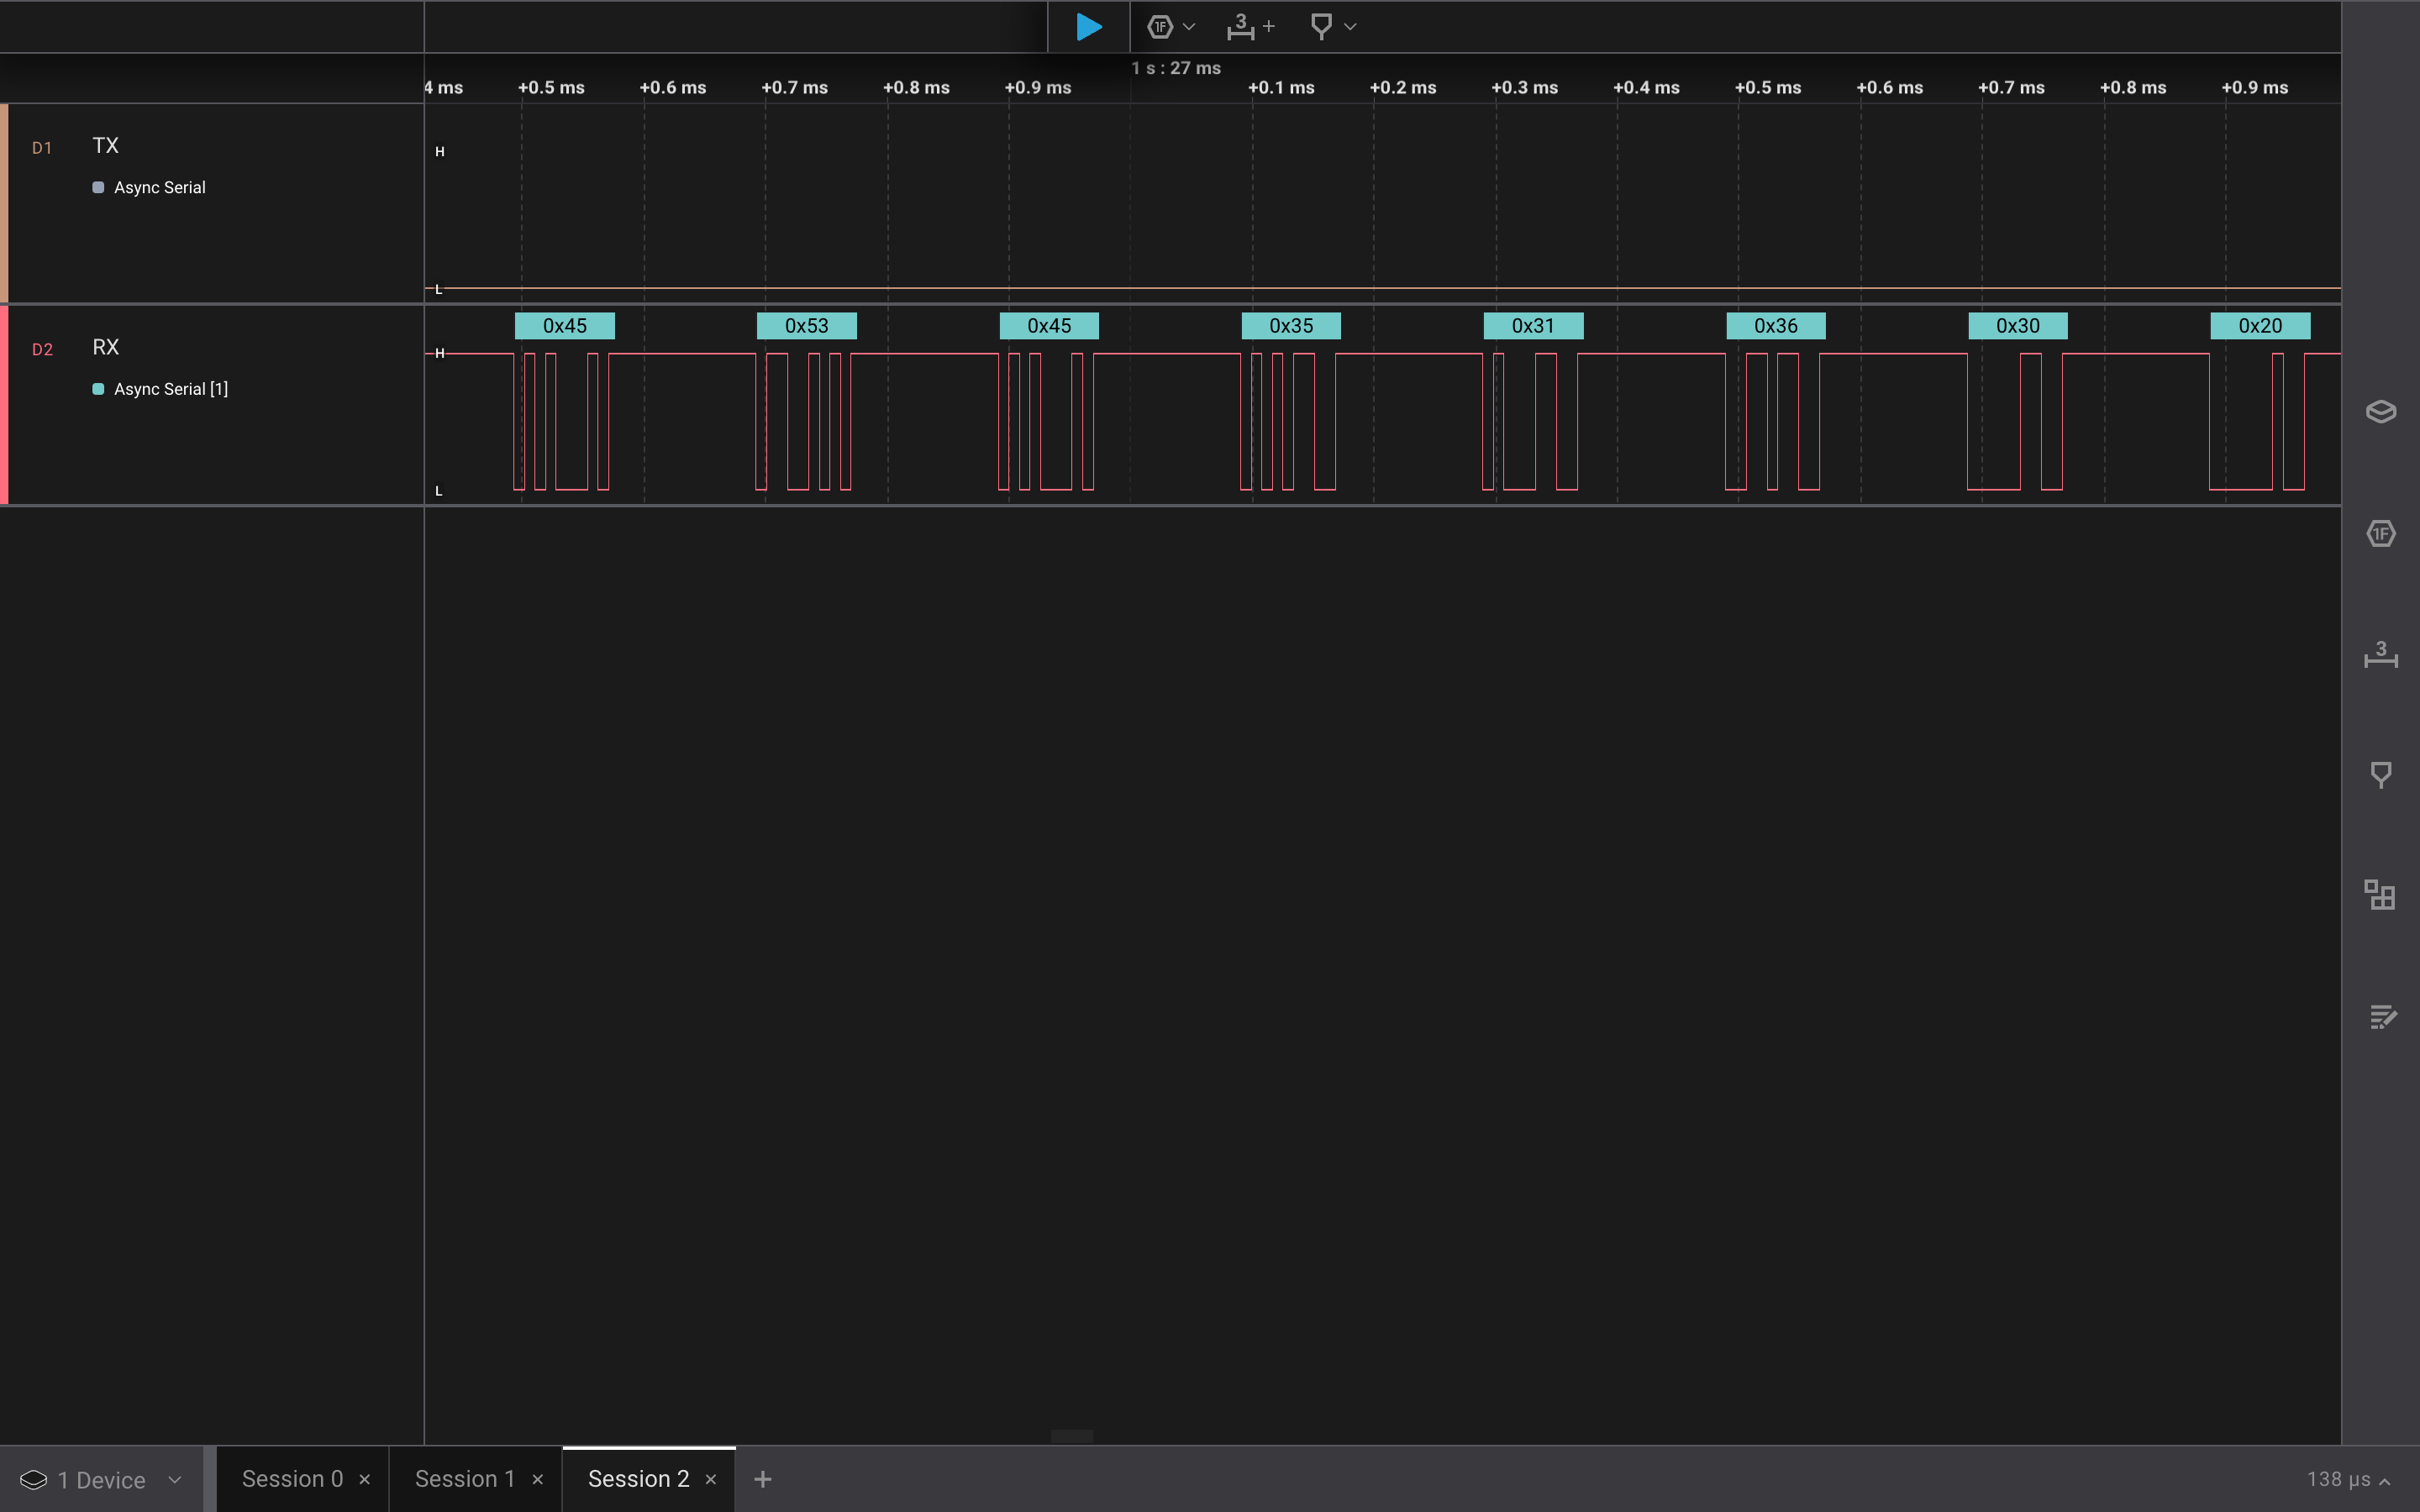 3
1 s : 27 ms
4 ms +0.5 ms +0.6 ms +0.7 ms +0.8 ms +0.9 ms +0.1 ms +0.2 ms +0.3 ms +0.4 ms +0.5 ms +0.6 ms +0.7 ms +0.8 ms +0.9 ms
D1 TX H
Async Serial
L
0x45 0x53 0x45 0x35 0x31 0x36 0x30 0x20
D2 RX H
Async Serial [1]
L
1F
3
1 Device Session 0 × Session 1 × Session 2 × + 138 μs